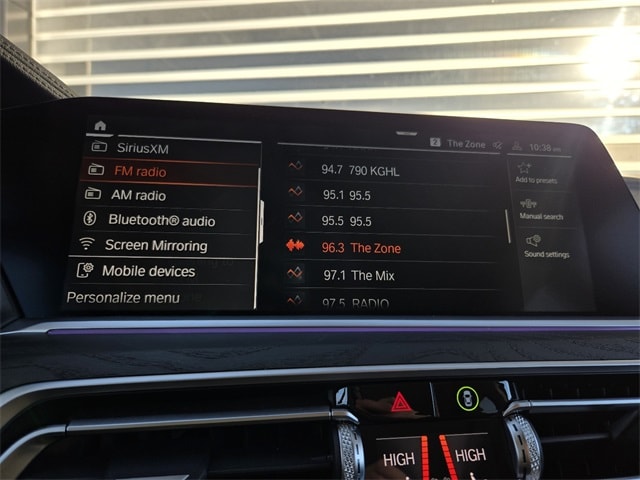 2 The Zone 10:38
SiriusXM
FM radio
AM radio
Bluetooth® audio
Screen Mirroring
Mobile devices
Personalize menu
94.7 790 KGHL
95.1 95.5
95.5 95.5
96.3 The Zone
97.1 The Mix
97.5 RADIO
Add to presets
Manual search
Sound settings
HIGH HIGH